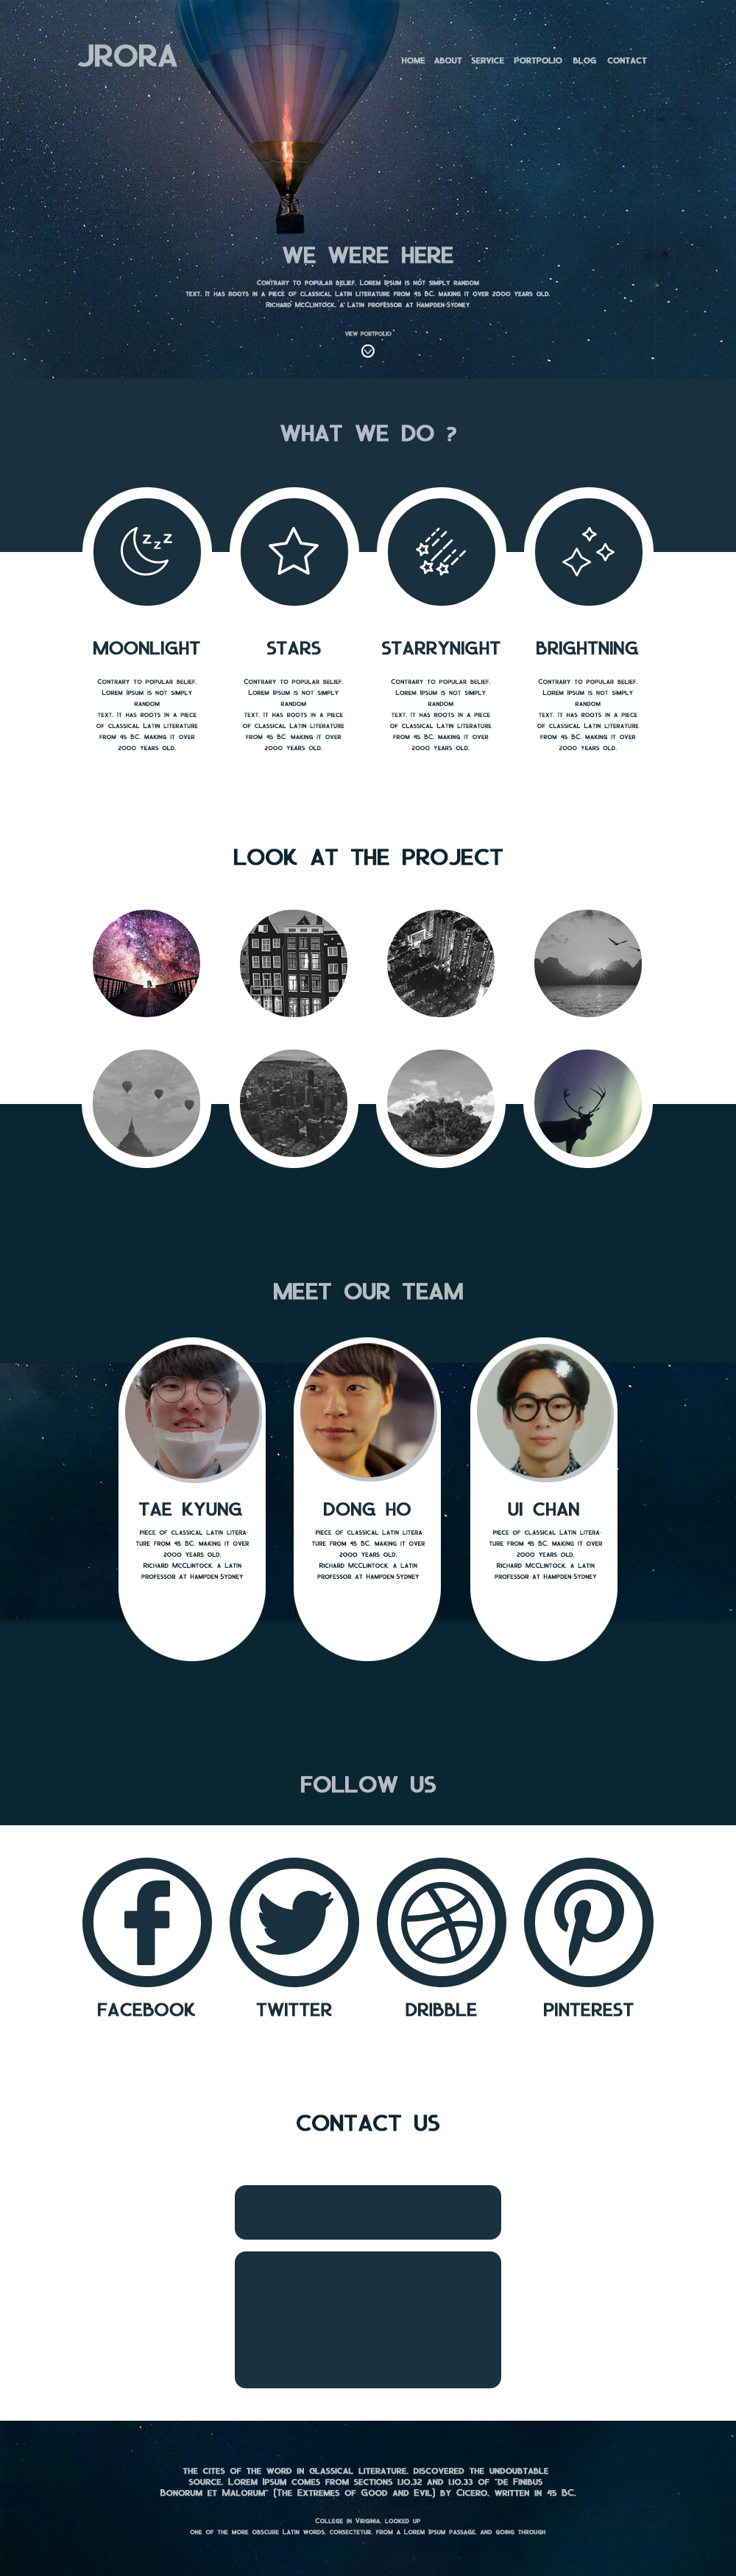 JRORA
HOME ABOUT SERVICE PORTPOLIO BLOG CONTACT
WE WERE HERE
Contrary to popular belief, Lorem Ipsum is not simply random
text. It has roots in a piece of classical Latin literature from 45 BC, making it over 2000 years old.
Richard McClintock, a Latin professor at Hampden-Sydney
VIEW PORTPOLIO
WHAT WE DO ?
z z z
MOONLIGHT
Contrary to popular belief,
Lorem Ipsum is not simply
random
text. It has roots in a piece
of classical Latin literature
from 45 BC, making it over
2000 years old.
STARS
Contrary to popular belief,
Lorem Ipsum is not simply
random
text. It has roots in a piece
of classical Latin literature
from 45 BC, making it over
2000 years old.
STARRYNIGHT
Contrary to popular belief,
Lorem Ipsum is not simply
random
text. It has roots in a piece
of classical Latin literature
from 45 BC, making it over
2000 years old.
BRIGHTNING
Contrary to popular belief,
Lorem Ipsum is not simply
random
text. It has roots in a piece
of classical Latin literature
from 45 BC, making it over
2000 years old.
LOOK AT THE PROJECT
MEET OUR TEAM
TAE KYUNG
piece of classical Latin litera-
ture from 45 BC, making it over
2000 years old.
Richard McClintock, a Latin
professor at Hampden-Sydney
DONG HO
piece of classical Latin litera-
ture from 45 BC, making it over
2000 years old.
Richard McClintock, a Latin
professor at Hampden-Sydney
UI CHAN
piece of classical Latin litera-
ture from 45 BC, making it over
2000 years old.
Richard McClintock, a Latin
professor at Hampden-Sydney
FOLLOW US
FACEBOOK
TWITTER
DRIBBLE
PINTEREST
CONTACT US
the cites of the word in classical literature, discovered the undoubtable
source. Lorem Ipsum comes from sections 1.10.32 and 1.10.33 of "de Finibus
Bonorum et Malorum" (The Extremes of Good and Evil) by Cicero, written in 45 BC.
College in Virginia, looked up
one of the more obscure Latin words, consectetur, from a Lorem Ipsum passage, and going through